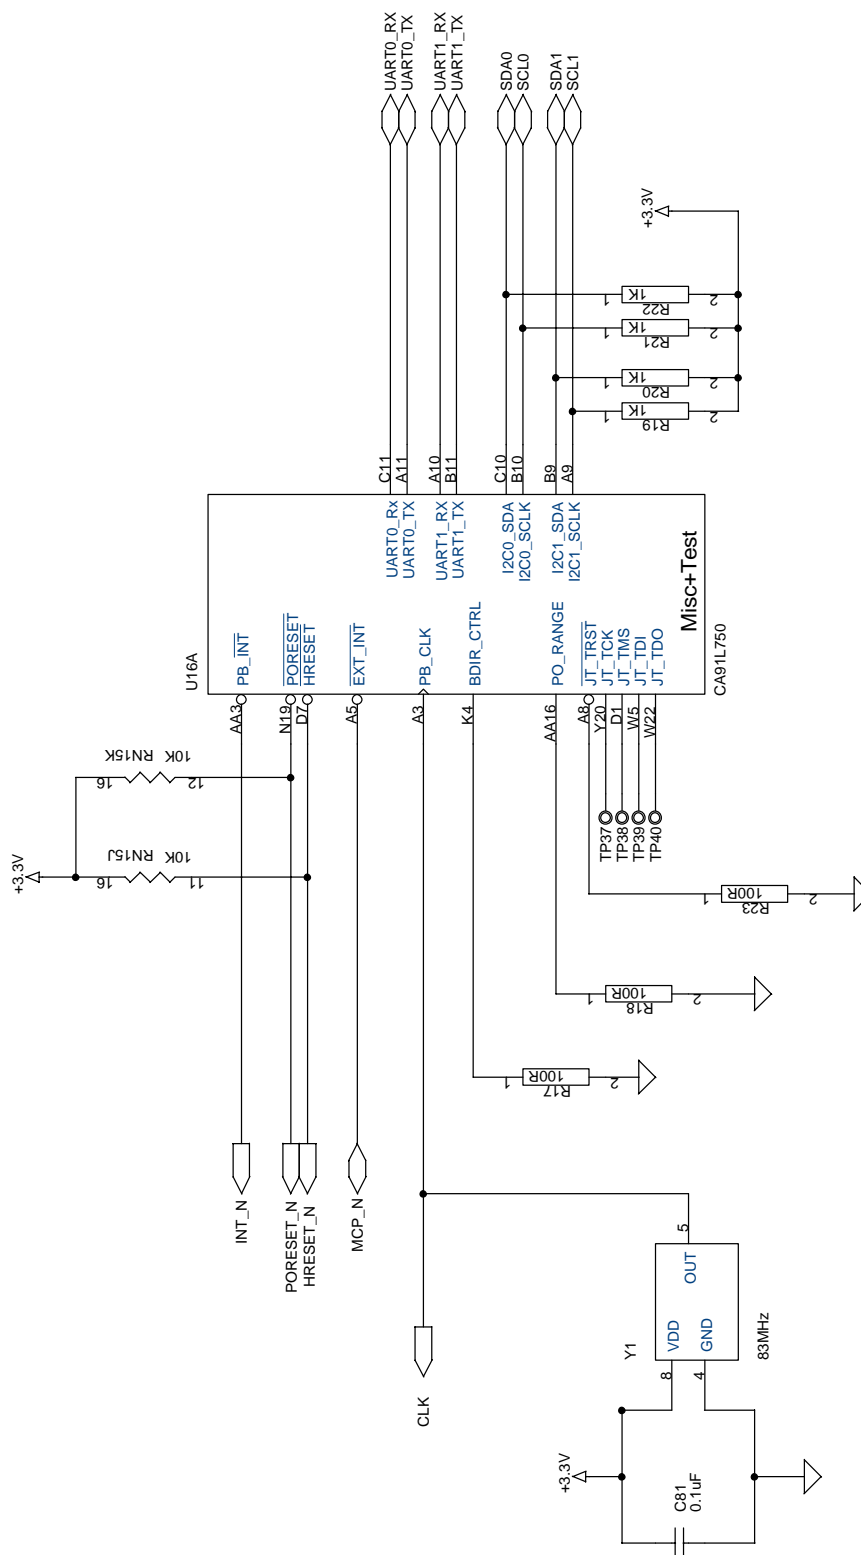 UART0_RX
UART0_TX
UART1_RX
UART1_TX
SDA0
SCL0
SDA1
SCL1
+3.3V
1 1K 2
R22
1 1K 2
R21
1 1K 2
R20
1 1K 2
R19
C11
A11
A10
B11
C10
B10
B9
A9
UART0_Rx
UART0_TX
UART1_RX
UART1_TX
I2C0_SDA
I2C0_SCLK
I2C1_SDA
I2C1_SCLK
Misc+Test
U16A
PB_INT
PORESET
HRESET
EXT_INT
PB_CLK
BDIR_CTRL
PO_RANGE
JT_TRST
JT_TCK
JT_TMS
JT_TDI
JT_TDO
CA91L750
AA3
N19
D7
A5
A3
K4
AA16
A8
Y20
D1
W5
W22
16 12
RN15K 10K
16 11
RN15J 10K
+3.3V
TP37
TP38
TP39
TP40
1 100R 2
R23
1 100R 2
R18
1 100R 2
R17
INT_N
PORESET_N
HRESET_N
MCP_N
CLK
Y1
5
OUT
VDD
GND
8
4
83MHz
+3.3V
C81
0.1uF